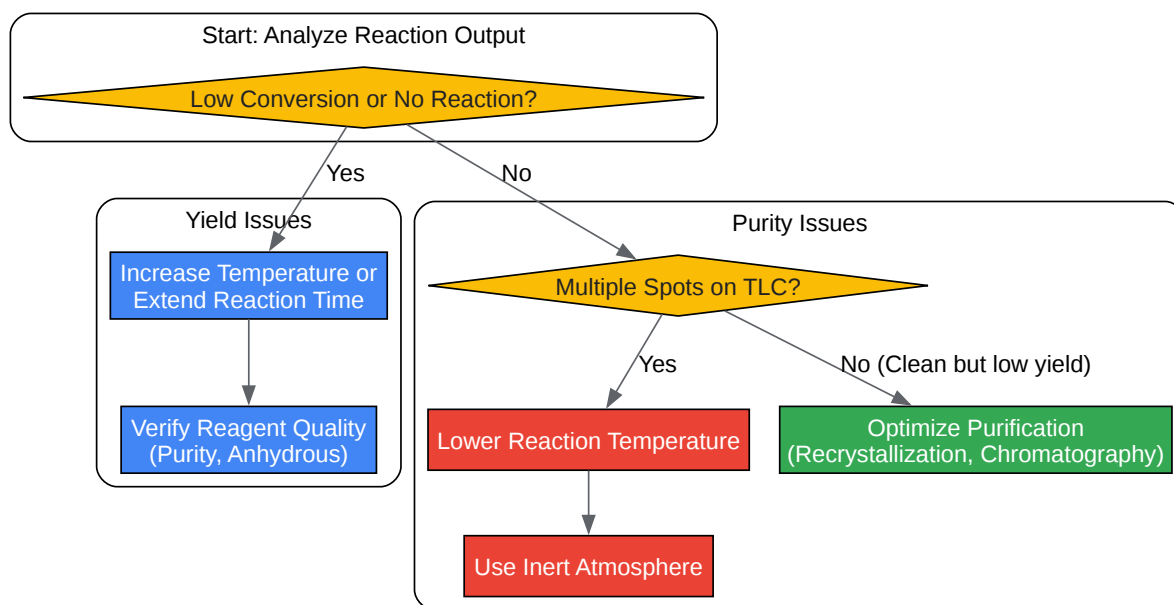 Start: Analyze Reaction Output
Low Conversion or No Reaction?
Yes
No
Yield Issues
Increase Temperature or
Extend Reaction Time
Verify Reagent Quality
(Purity, Anhydrous)
Purity Issues
Multiple Spots on TLC?
Yes
No (Clean but low yield)
Lower Reaction Temperature
Optimize Purification
(Recrystallization, Chromatography)
Use Inert Atmosphere